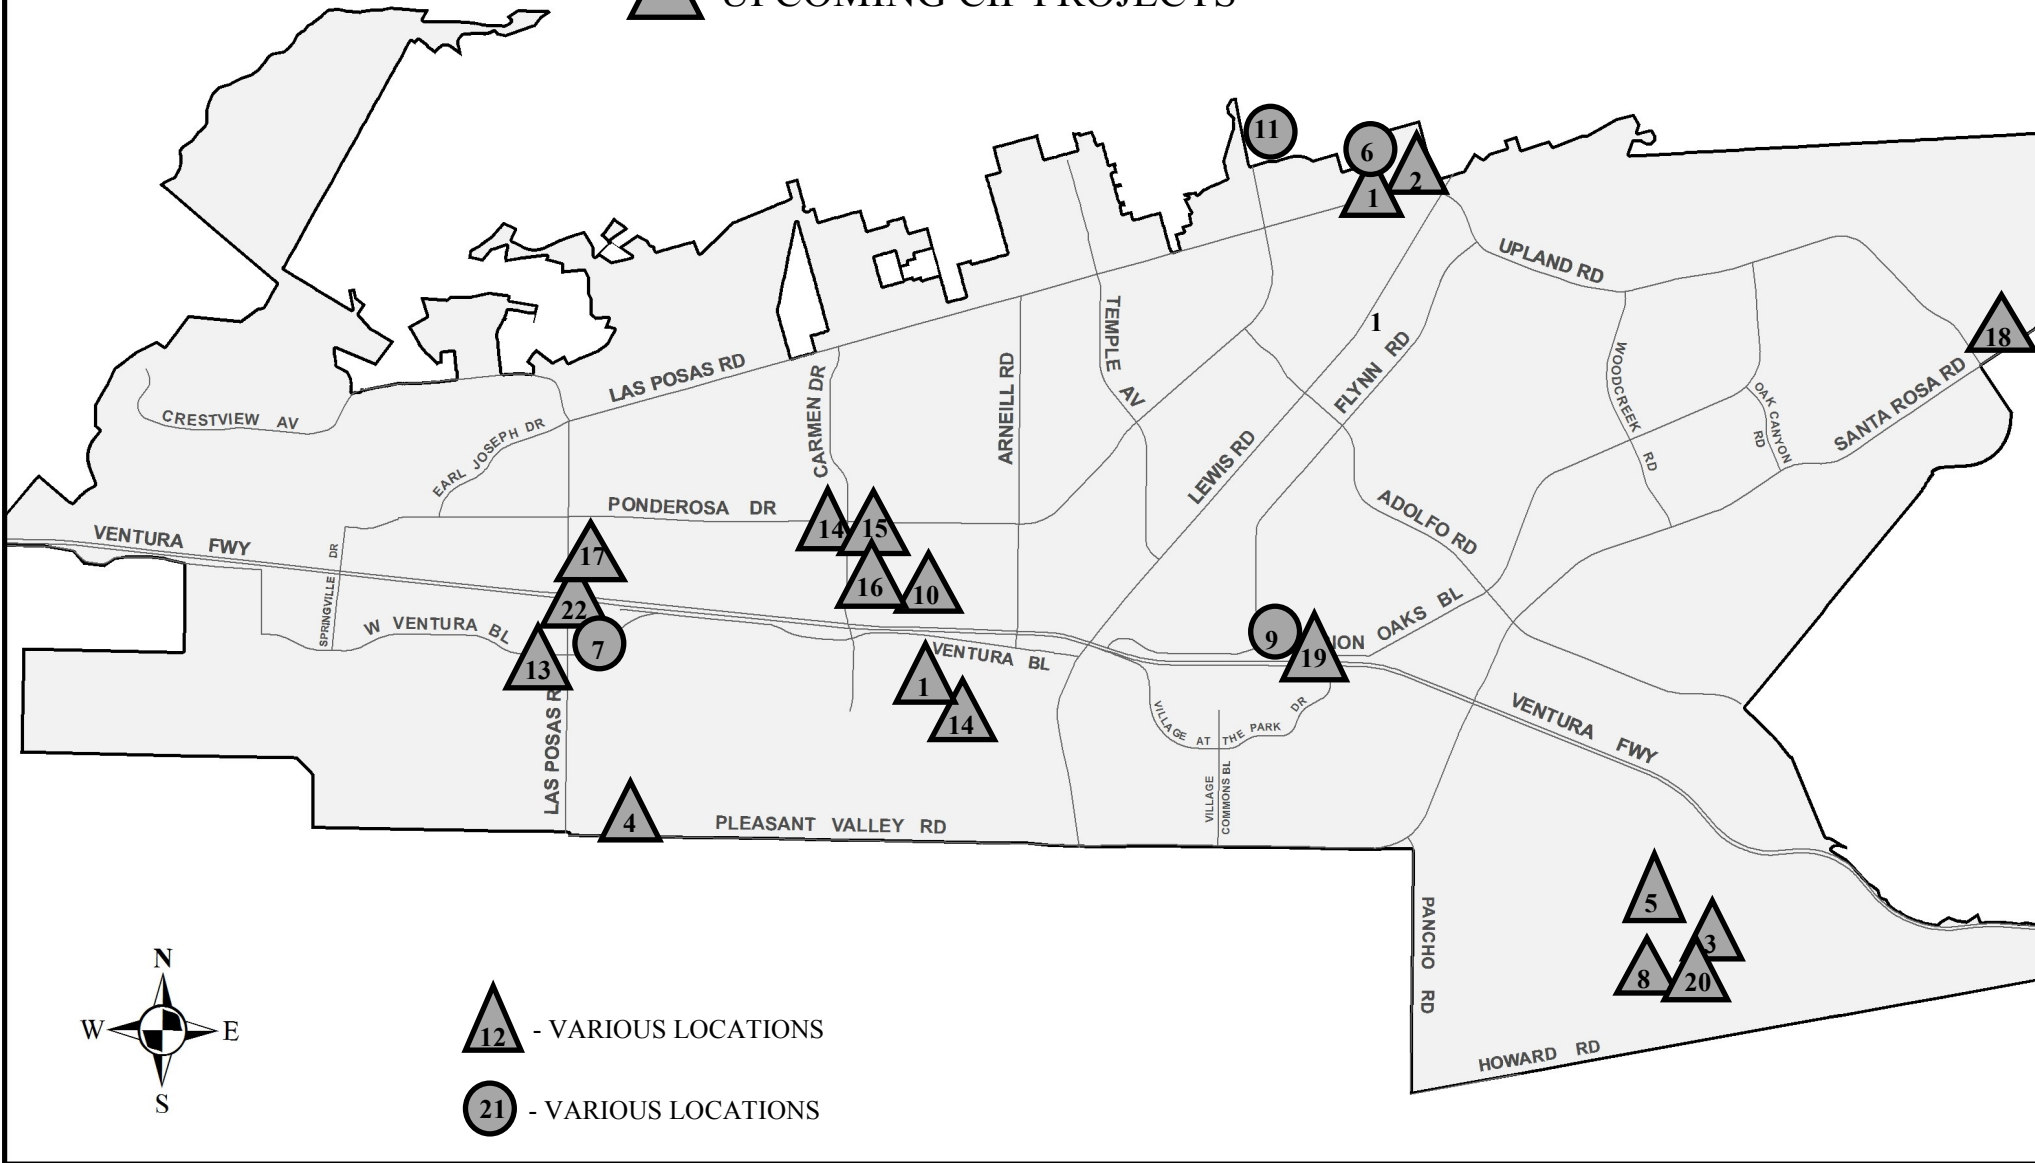 UPCOMING CIP PROJECTS
11
6
2
1
UPLAND RD
18
1
TEMPLE AV
FLYNN RD
WOODCREEK RD
OAK CANYON RD
SANTA ROSA RD
LAS POSAS RD
CARMEN DR
ARNEILL RD
CRESTVIEW AV
EARL JOSEPH DR
LEWIS RD
PONDEROSA DR
ADOLFO RD
14
15
VENTURA FWY
17
SPRINGVILLE DR
16
10
22
W VENTURA BL
7
9
NON OAKS BL
19
13
VENTURA BL
1
14
LAS POSAS R
VILLAGE AT THE PARK DR
VENTURA FWY
VILLAGE COMMONS BL
4
PLEASANT VALLEY RD
5
3
8
20
PANCHO RD
HOWARD RD
N
W
E
S
12 - VARIOUS LOCATIONS
21 - VARIOUS LOCATIONS